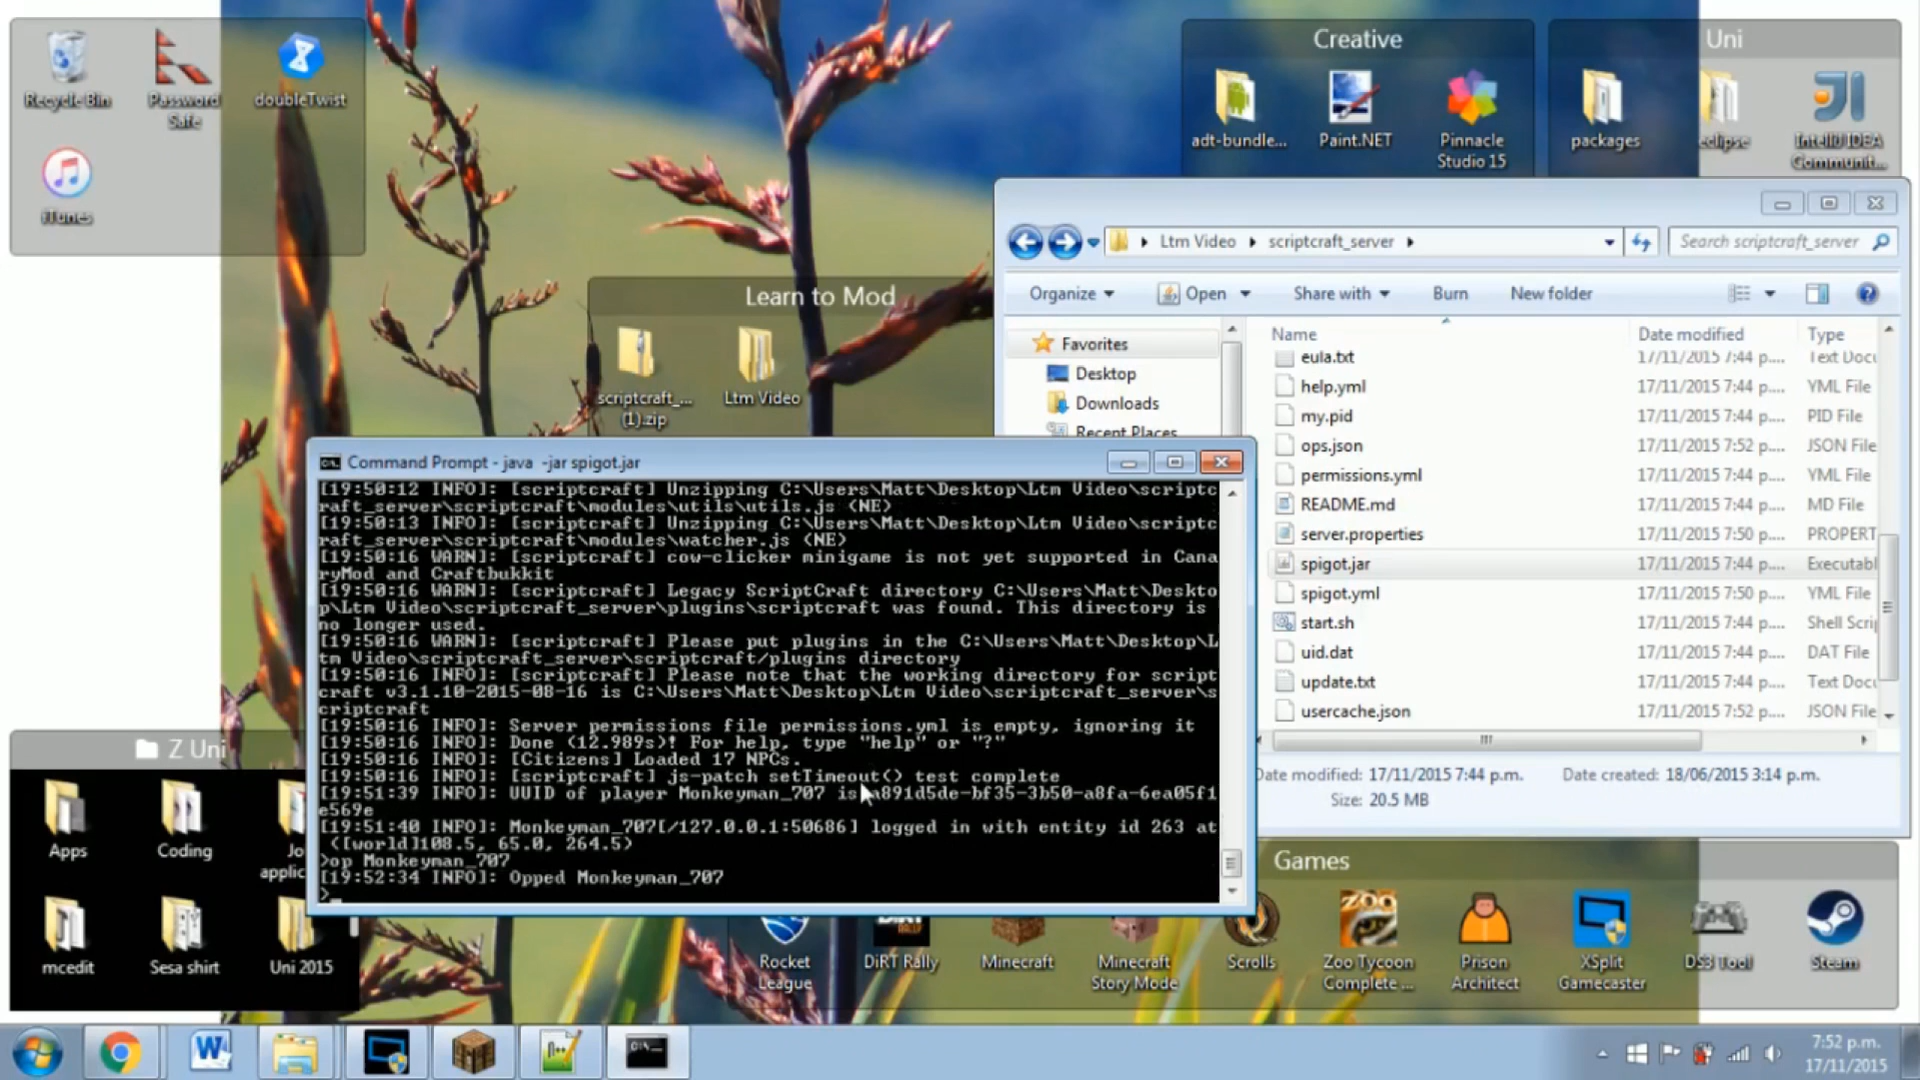 Recycle Bin
Password
Safe
doubleTwist
iTunes
Creative
adt-bundle...
Paint.NET
Pinnacle
Studio 15
Uni
packages
eclipse
IntelliJ IDEA
Communit...
Learn to Mod
scriptcraft_...
(1).zip
Ltm Video
Ltm Video
scriptcraft_server
Search scriptcraft_server
Organize
Open
Share with
Burn
New folder
Favorites
Desktop
Downloads
Recent Places
Name Date modified Type
eula.txt 17/11/2015 7:44 p.... Text Docu
help.yml 17/11/2015 7:44 p.... YML File
my.pid 17/11/2015 7:44 p.... PID File
ops.json 17/11/2015 7:52 p.... JSON File
permissions.yml 17/11/2015 7:44 p.... YML File
README.md 17/11/2015 7:44 p.... MD File
server.properties 17/11/2015 7:50 p.... PROPERT
spigot.jar 17/11/2015 7:44 p.... Executabl
spigot.yml 17/11/2015 7:50 p.... YML File
start.sh 17/11/2015 7:44 p.... Shell Scri
uid.dat 17/11/2015 7:44 p.... DAT File
update.txt 17/11/2015 7:44 p.... Text Docu
usercache.json 17/11/2015 7:52 p.... JSON File
Date modified: 17/11/2015 7:44 p.m. Date created: 18/06/2015 3:14 p.m.
Size: 20.5 MB
Command Prompt - java -jar spigot.jar
[19:50:12 INFO]: [scriptcraft] Unzipping C:\Users\Matt\Desktop\Ltm Video\scriptc
raft_server\scriptcraft\modules\utils\utils.js (NE)
[19:50:13 INFO]: [scriptcraft] Unzipping C:\Users\Matt\Desktop\Ltm Video\scriptc
raft_server\scriptcraft\modules\watcher.js (NE)
[19:50:16 WARN]: [scriptcraft] cow-clicker minigame is not yet supported in Cana
ryMod and Craftbukkit
[19:50:16 WARN]: [scriptcraft] Legacy ScriptCraft directory C:\Users\Matt\Deskto
p\Ltm Video\scriptcraft_server\plugins\scriptcraft was found. This directory is
no longer used.
[19:50:16 WARN]: [scriptcraft] Please put plugins in the C:\Users\Matt\Desktop\L
tm Video\scriptcraft_server\scriptcraft/plugins directory
[19:50:16 INFO]: [scriptcraft] Please note that the working directory for script
craft v3.1.10-2015-08-16 is C:\Users\Matt\Desktop\Ltm Video\scriptcraft_server\s
criptcraft
[19:50:16 INFO]: Server permissions file permissions.yml is empty, ignoring it
[19:50:16 INFO]: Done (12.989s)! For help, type "help" or "?"
[19:50:16 INFO]: [Citizens] Loaded 17 NPCs.
[19:50:16 INFO]: [scriptcraft] js-patch setTimeout() test complete
[19:51:39 INFO]: UUID of player Monkeyman_707 is a891d5de-bf35-3b50-a8fa-6ea05f1
e569e
[19:51:40 INFO]: Monkeyman_707[/127.0.0.1:50686] logged in with entity id 263 at
([world]108.5, 65.0, 264.5)
>op Monkeyman_707
[19:52:34 INFO]: Opped Monkeyman_707
>_
Z Uni
Apps
Coding
Jo
applic
mcedit
Sesa shirt
Uni 2015
Games
Rocket
League
DiRT Rally
Minecraft
Minecraft
Story Mode
Scrolls
Zoo Tycoon
Complete ...
Prison
Architect
XSplit
Gamecaster
DS3 Tool
Steam
7:52 p.m.
17/11/2015